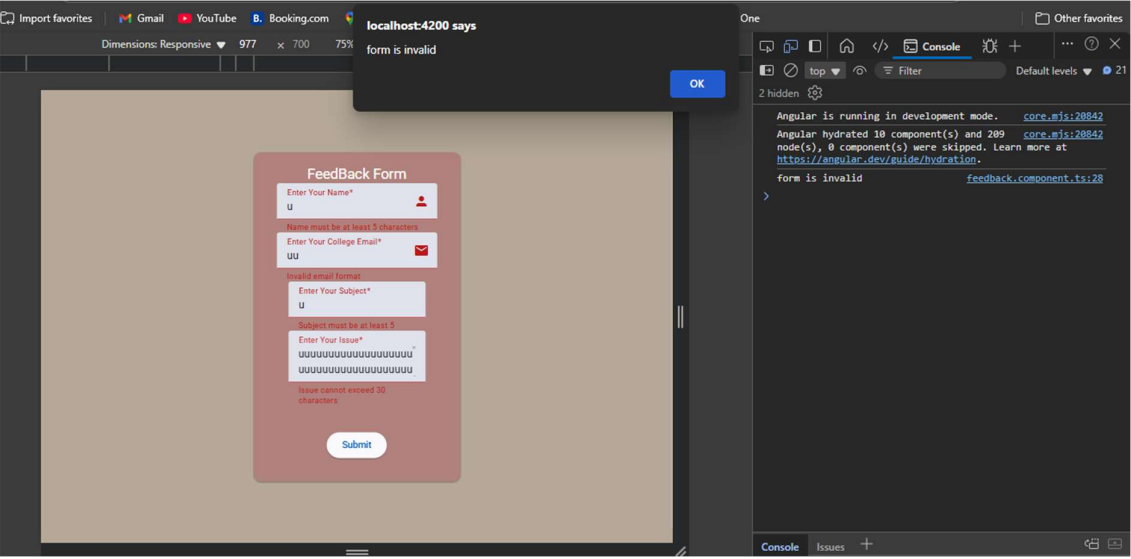 Import favorites
Gmail
YouTube
B. Booking.com
One
Other favorites
localhost:4200 says
form is invalid
OK
Dimensions: Responsive
977
x
700
75%
Console
top
Filter
Default levels
21
2 hidden
Angular is running in development mode. core.mjs:20842
Angular hydrated 10 component(s) and 209 core.mjs:20842
node(s), 0 component(s) were skipped. Learn more at
https://angular.dev/guide/hydration.
form is invalid feedback.component.ts:28
FeedBack Form
Enter Your Name*
u
Name must be at least 5 characters
Enter Your College Email*
uu
Invalid email format
Enter Your Subject*
u
Subject must be at least 5
Enter Your Issue*
uuuuuuuuuuuuuuuuuuu
uuuuuuuuuuuuuuuuuuu
Issue cannot exceed 30
characters
Submit
Console
Issues